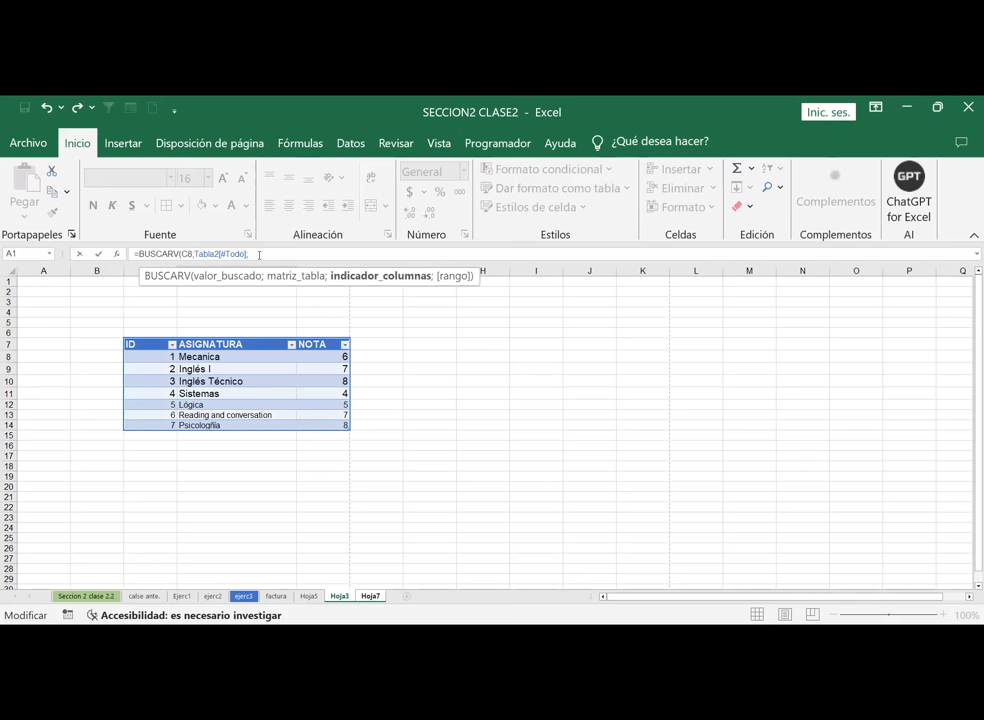 SECCION2 CLASE2 - Excel
Inic. ses.
Archivo Inicio Insertar Disposición de página Fórmulas Datos Revisar Vista Programador Ayuda ¿Qué desea hacer?
Pegar
16
N K S
General
$ % 000
Formato condicional
Dar formato como tabla
Estilos de celda
Insertar
Eliminar
Formato
Complementos
GPT
ChatGPT
for Excel
Portapapeles Fuente Alineación Número Estilos Celdas Edición Complementos AI
A1 fx =BUSCARV(C8;Tabla2[#Todo];
BUSCARV(valor_buscado; matriz_tabla; indicador_columnas; [rango])
A B H I J K L M N O P Q
1
2
3
4
5
6
7 ID ASIGNATURA NOTA
8 1 Mecanica 6
9 2 Inglés I 7
10 3 Inglés Técnico 8
11 4 Sistemas 4
12 5 Lógica 5
13 6 Reading and conversation 7
14 7 Psicologñía 8
15
16
17
18
19
20
21
22
23
24
25
26
27
28
29
30
Seccion 2 clase 2.2 calse ante. Ejerc1 ejerc2 ejerc3 factura Hoja5 Hoja3 Hoja7
Modificar Accesibilidad: es necesario investigar 100%